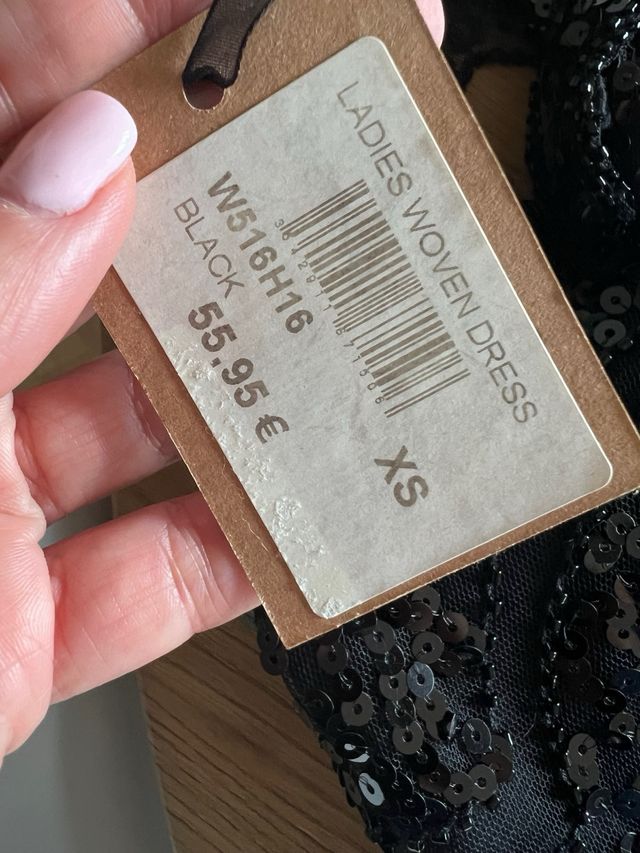 LADIES WOVEN DRESS
W516H16
BLACK
55.95 €
XS